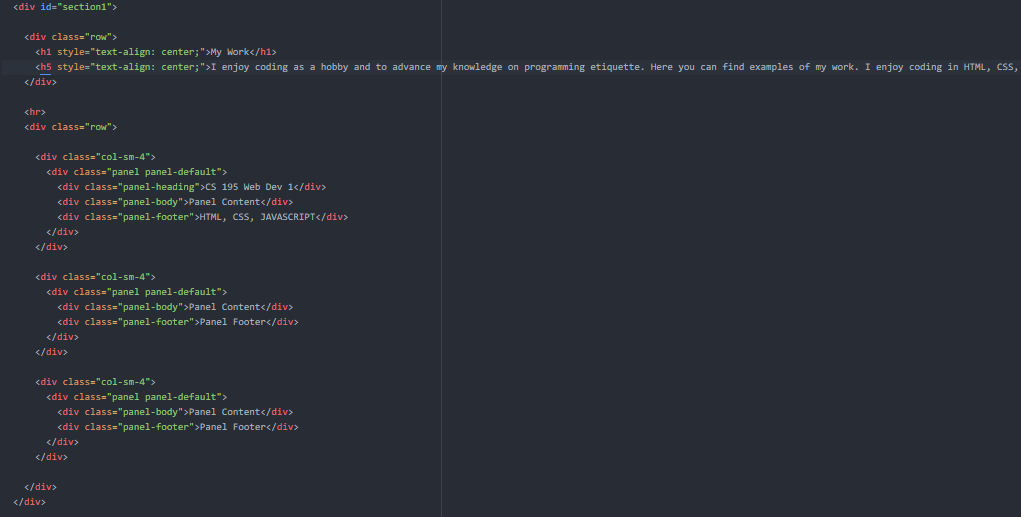 <div id="section1">
<div class="row">
<h1 style="text-align: center;">My Work</h1>
<h5 style="text-align: center;">I enjoy coding as a hobby and to advance my knowledge on programming etiquette. Here you can find examples of my work. I enjoy coding in HTML, CSS,
</div>
<hr>
<div class="row">
<div class="col-sm-4">
<div class="panel panel-default">
<div class="panel-heading">CS 195 Web Dev 1</div>
<div class="panel-body">Panel Content</div>
<div class="panel-footer">HTML, CSS, JAVASCRIPT</div>
</div>
</div>
<div class="col-sm-4">
<div class="panel panel-default">
<div class="panel-body">Panel Content</div>
<div class="panel-footer">Panel Footer</div>
</div>
</div>
<div class="col-sm-4">
<div class="panel panel-default">
<div class="panel-body">Panel Content</div>
<div class="panel-footer">Panel Footer</div>
</div>
</div>
</div>
</div>